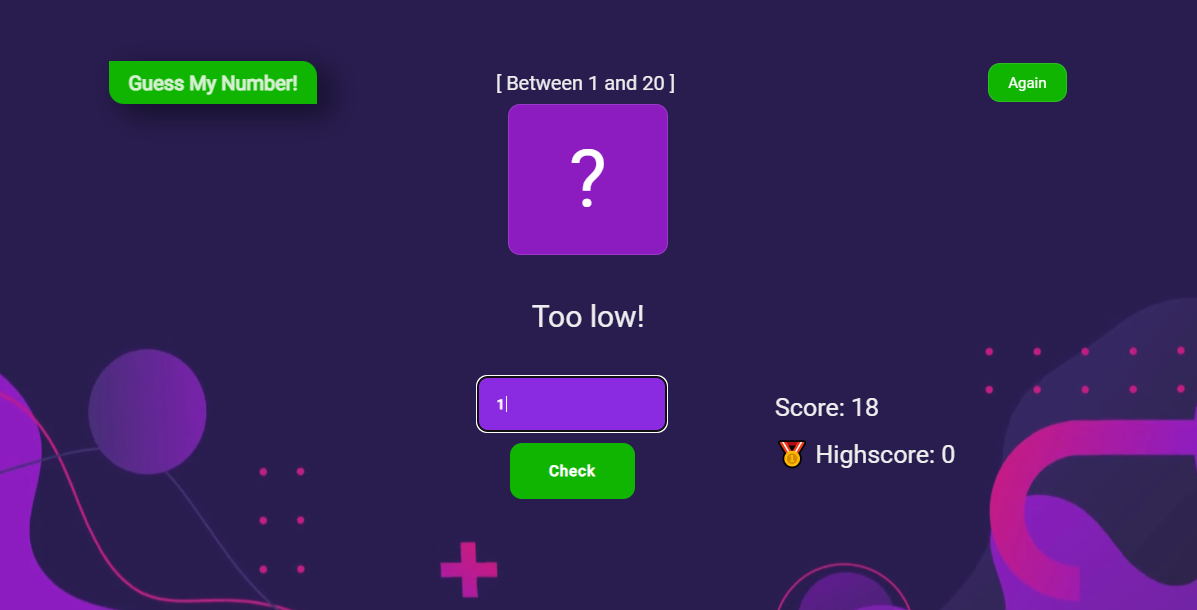 Guess My Number!
[ Between 1 and 20 ]
Again
?
Too low!
1
Check
Score: 18
🥇 Highscore: 0